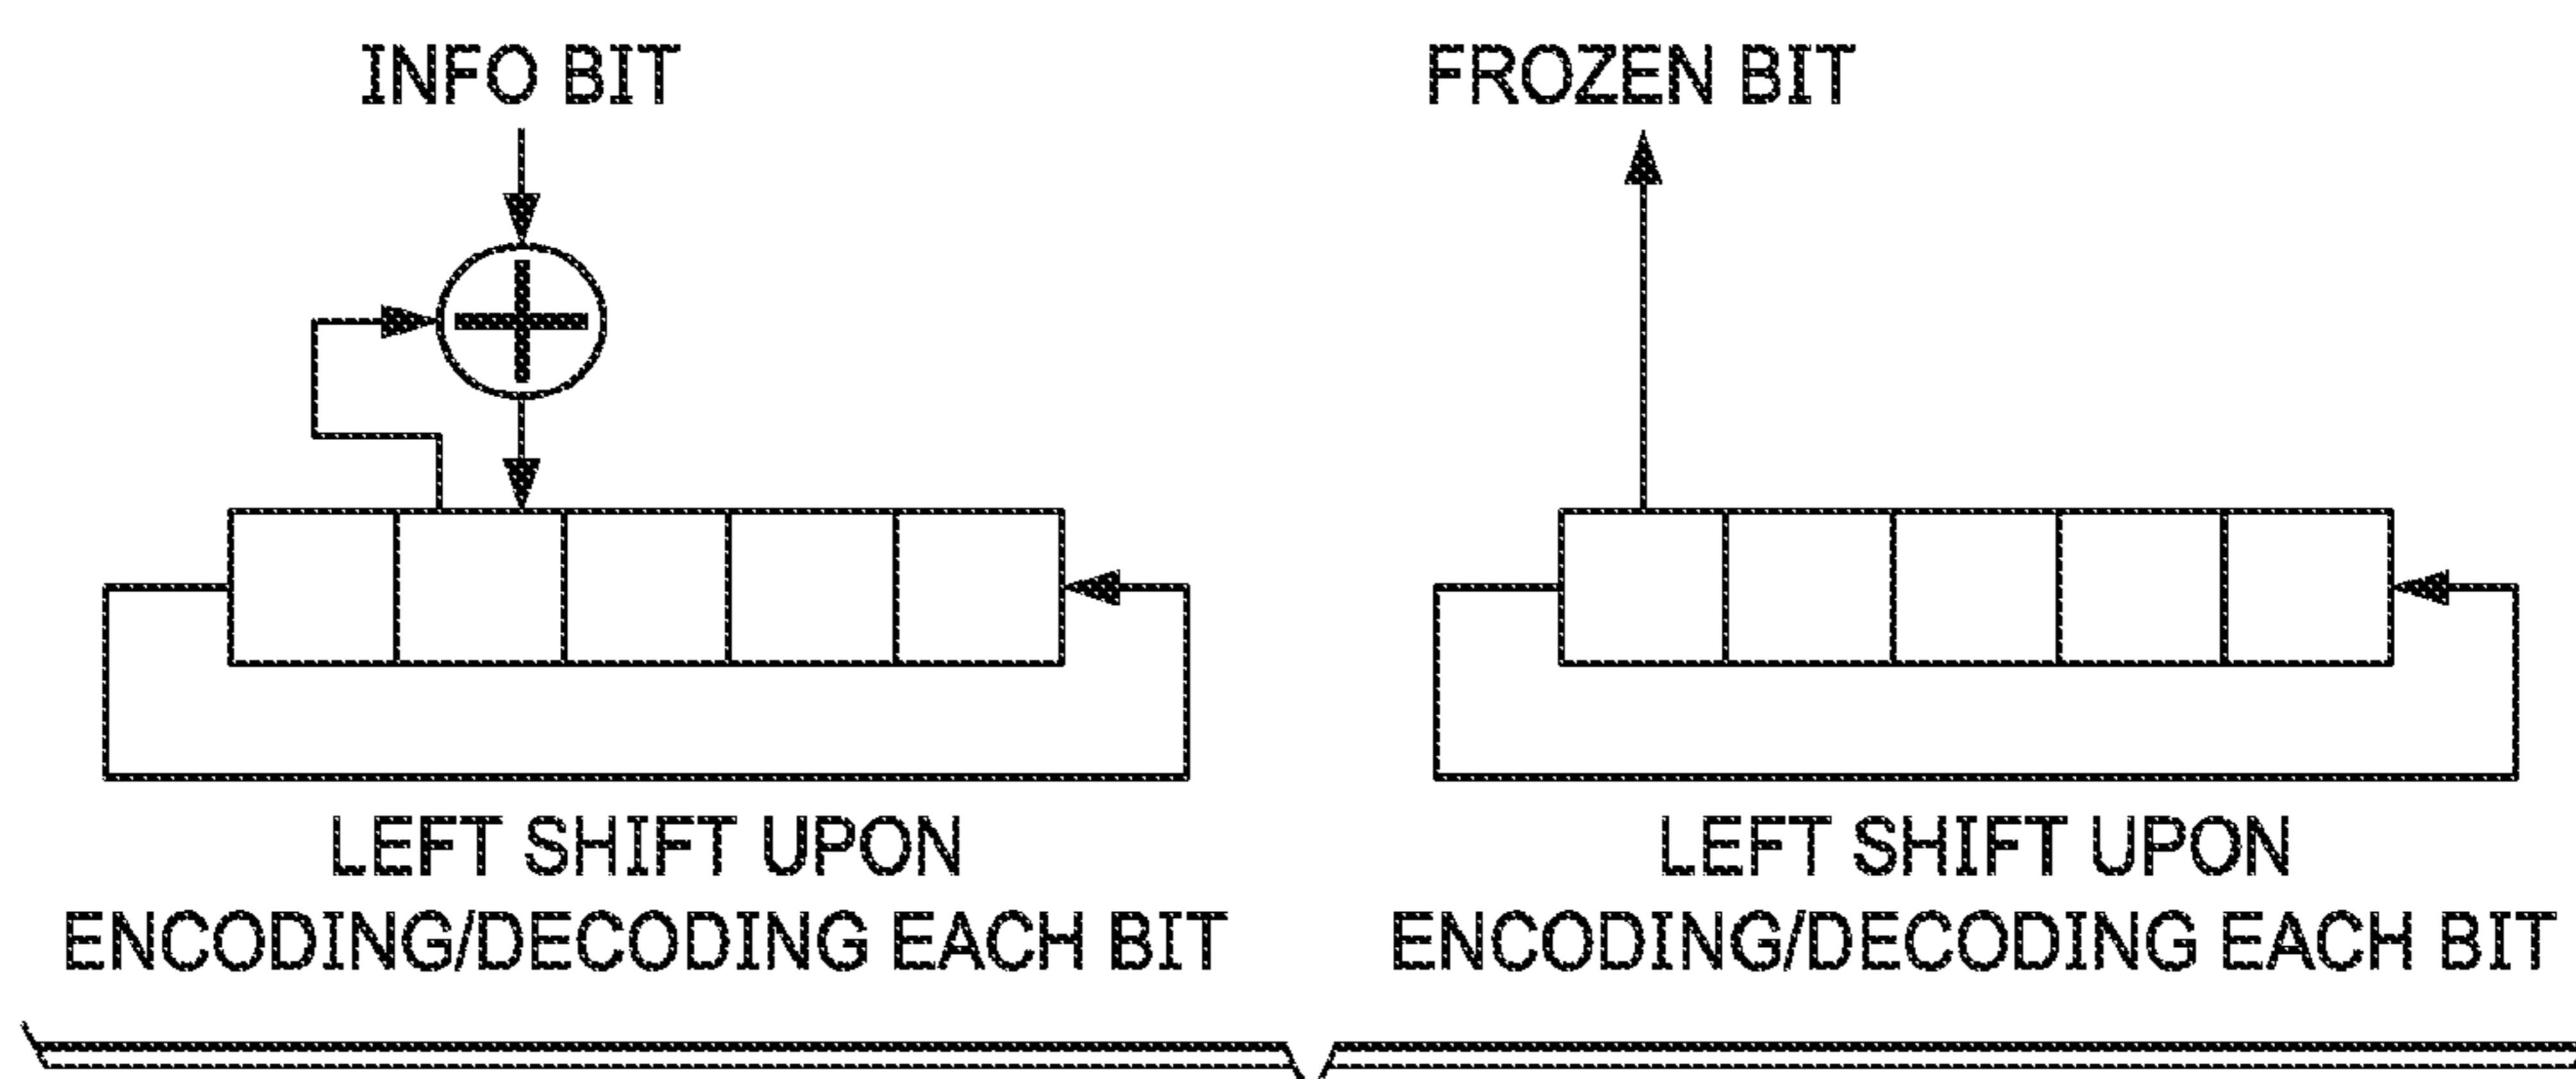 INFO BIT
FROZEN BIT
LEFT SHIFT UPON
ENCODING/DECODING EACH BIT
LEFT SHIFT UPON
ENCODING/DECODING EACH BIT